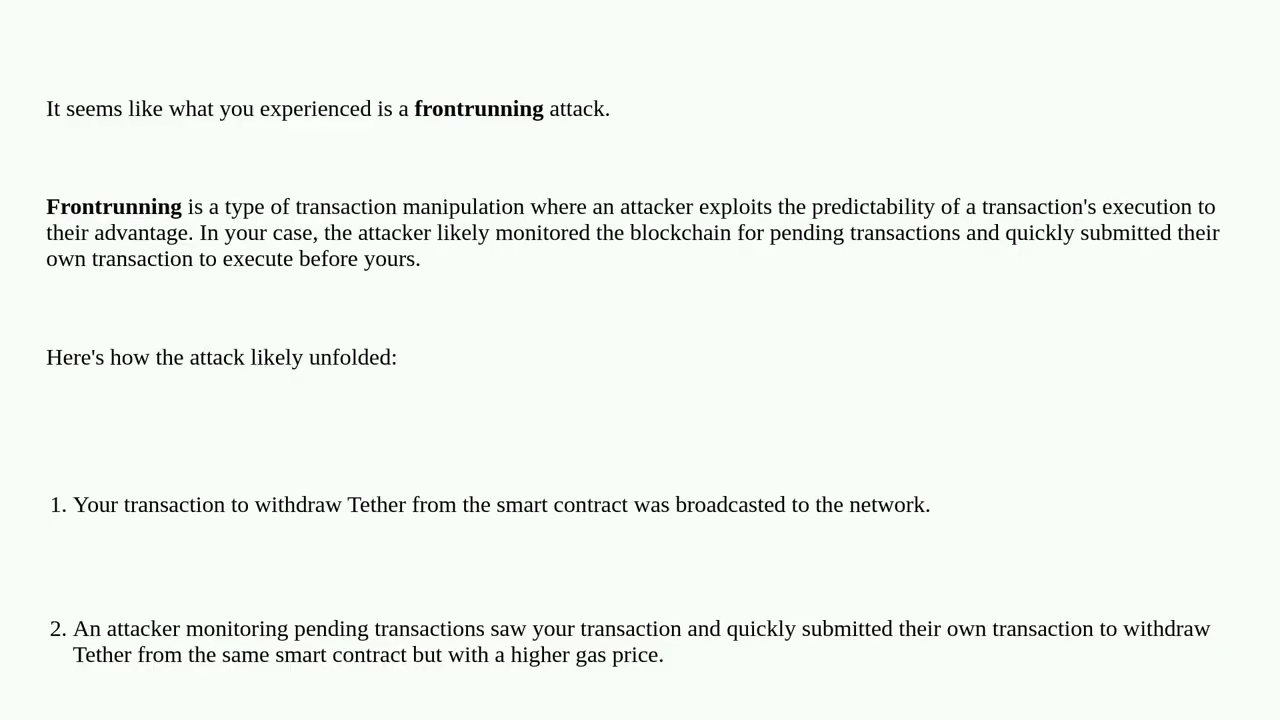 It seems like what you experienced is a frontrunning attack.
Frontrunning is a type of transaction manipulation where an attacker exploits the predictability of a transaction's execution to
their advantage. In your case, the attacker likely monitored the blockchain for pending transactions and quickly submitted their
own transaction to execute before yours.
Here's how the attack likely unfolded:
1. Your transaction to withdraw Tether from the smart contract was broadcasted to the network.
2. An attacker monitoring pending transactions saw your transaction and quickly submitted their own transaction to withdraw
Tether from the same smart contract but with a higher gas price.